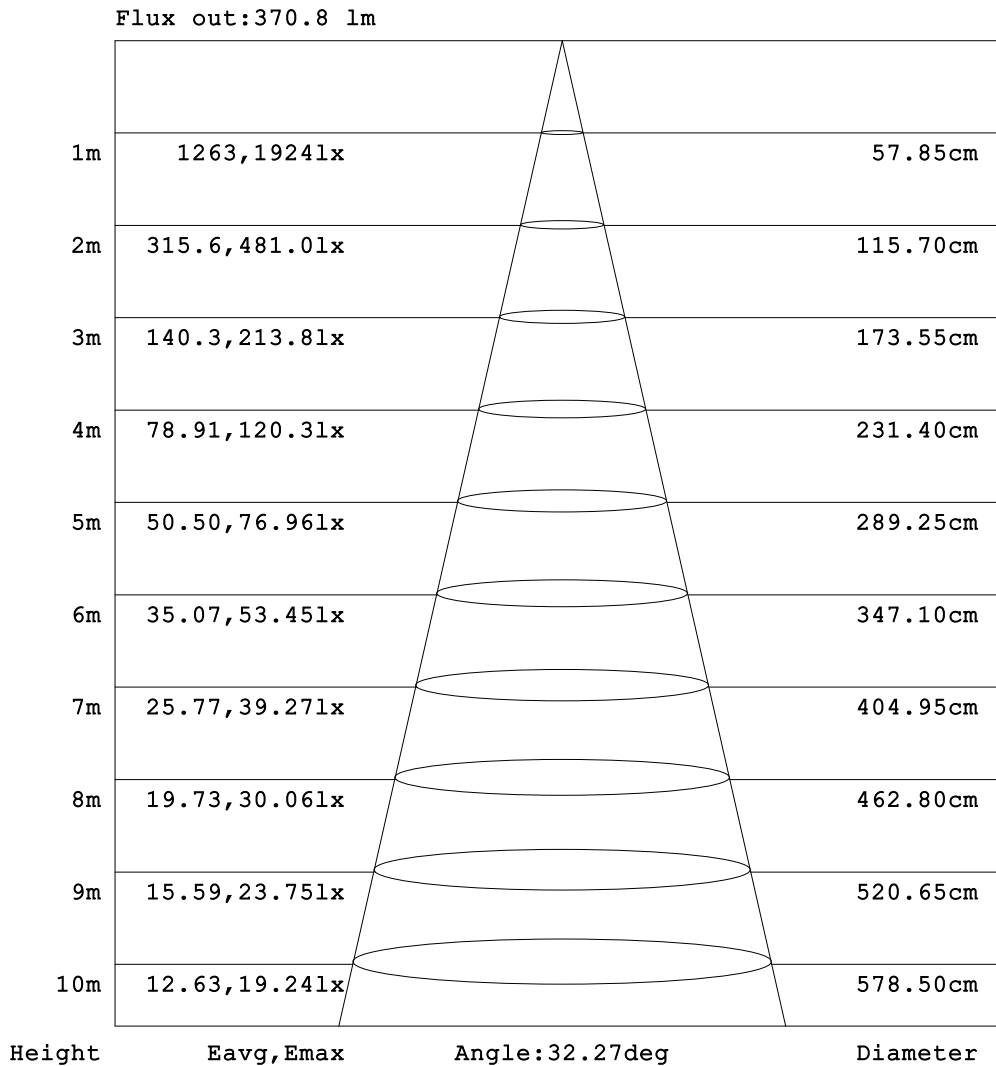 Flux out:370.8 lm
1m 1263,1924lx 57.85cm
2m 315.6,481.0lx 115.70cm
3m 140.3,213.8lx 173.55cm
4m 78.91,120.3lx 231.40cm
5m 50.50,76.96lx 289.25cm
6m 35.07,53.45lx 347.10cm
7m 25.77,39.27lx 404.95cm
8m 19.73,30.06lx 462.80cm
9m 15.59,23.75lx 520.65cm
10m 12.63,19.24lx 578.50cm
Height Eavg,Emax Angle:32.27deg Diameter